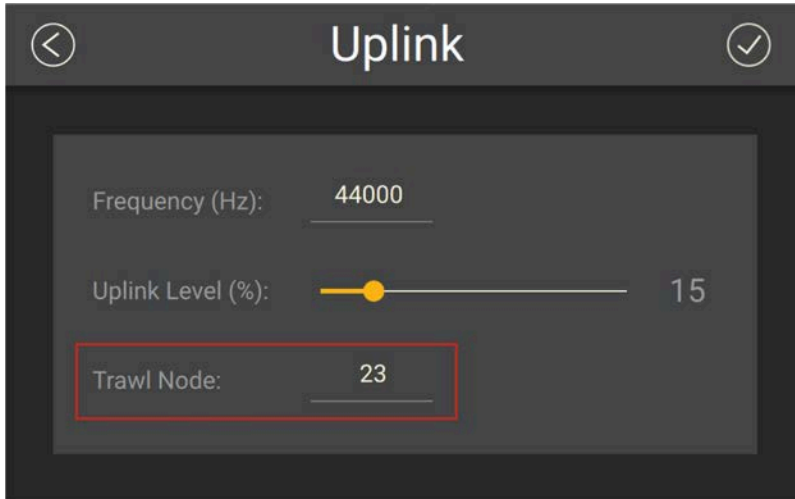 Uplink
Frequency (Hz): 44000
Uplink Level (%): 15
Trawl Node: 23